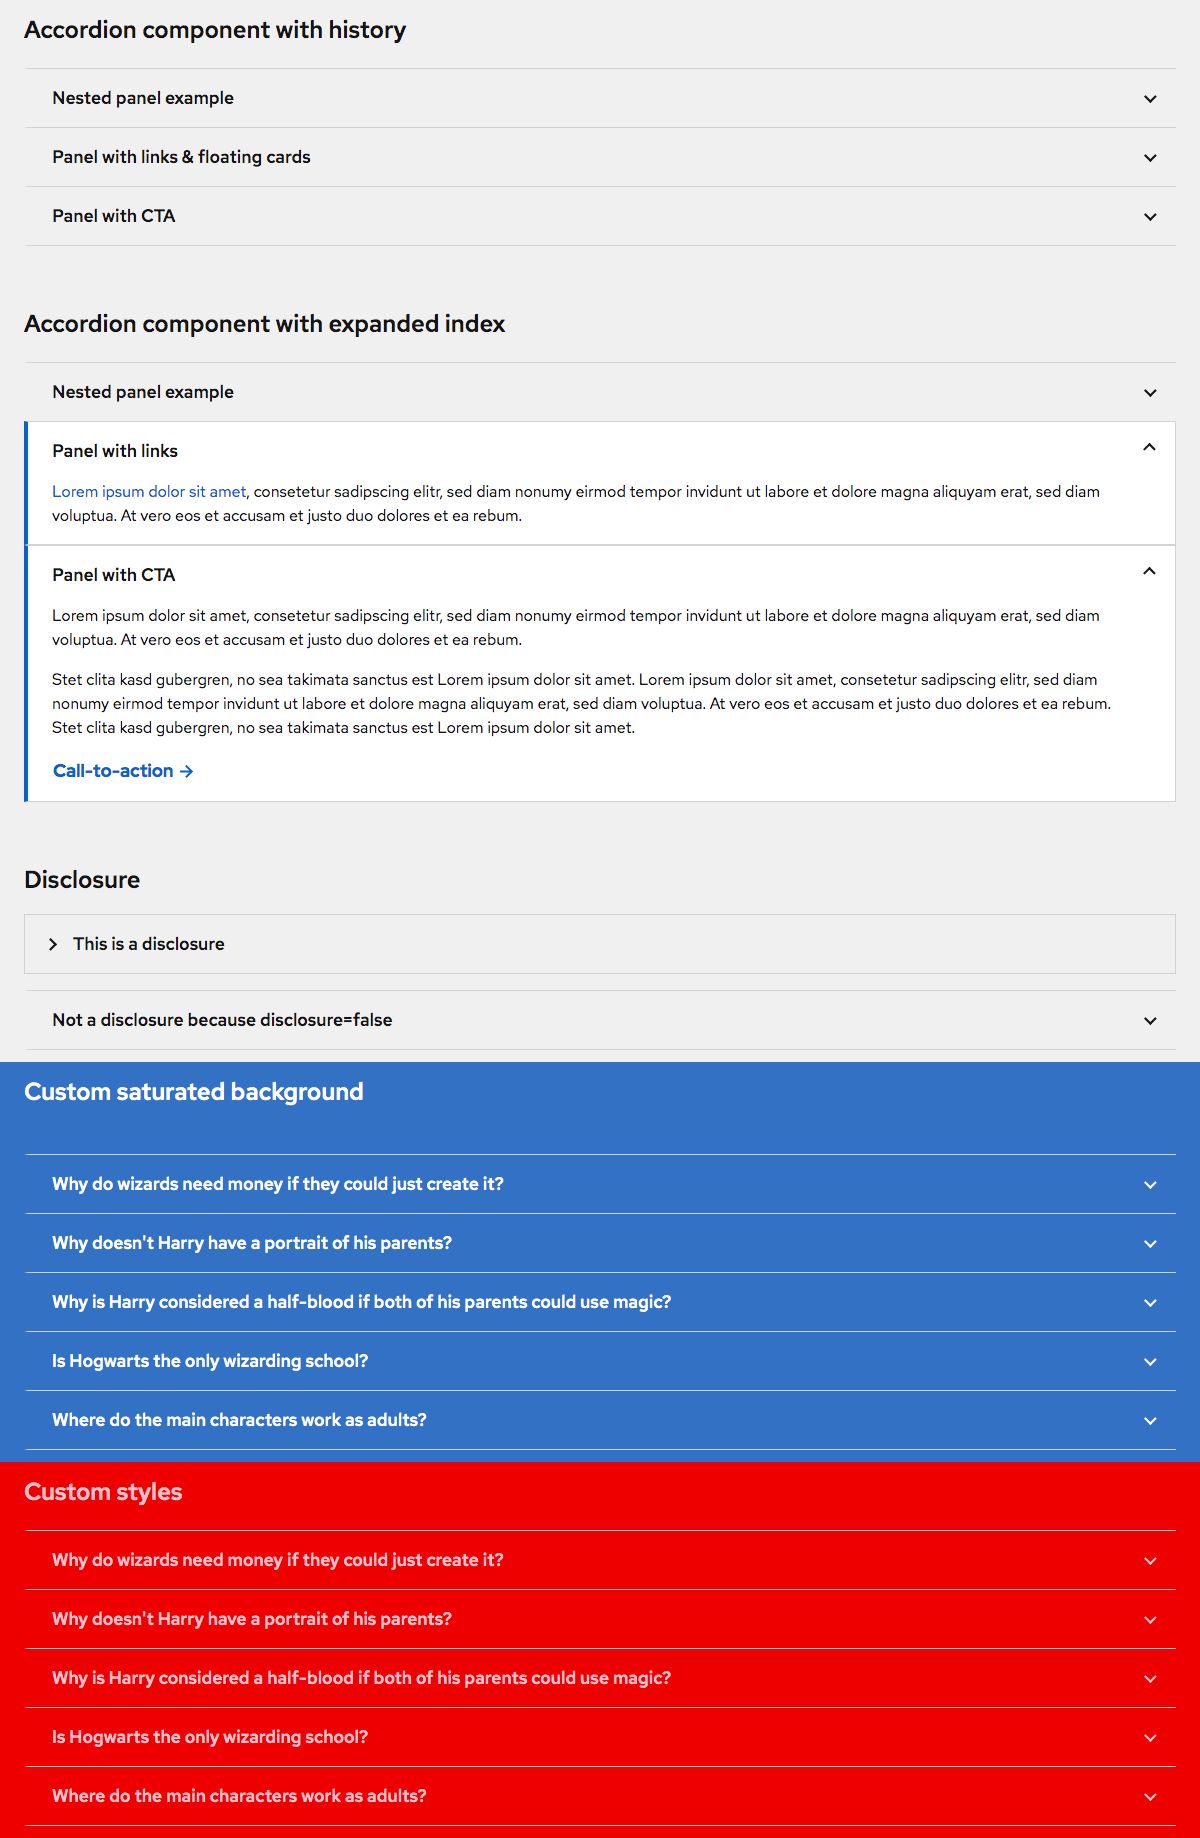 Accordion component with history
Nested panel example
Panel with links & floating cards
Panel with CTA
Accordion component with expanded index
Nested panel example
Panel with links
Lorem ipsum dolor sit amet, consetetur sadipscing elitr, sed diam nonumy eirmod tempor invidunt ut labore et dolore magna aliquyam erat, sed diam
voluptua. At vero eos et accusam et justo duo dolores et ea rebum.
Panel with CTA
Lorem ipsum dolor sit amet, consetetur sadipscing elitr, sed diam nonumy eirmod tempor invidunt ut labore et dolore magna aliquyam erat, sed diam
voluptua. At vero eos et accusam et justo duo dolores et ea rebum.
Stet clita kasd gubergren, no sea takimata sanctus est Lorem ipsum dolor sit amet. Lorem ipsum dolor sit amet, consetetur sadipscing elitr, sed diam
nonumy eirmod tempor invidunt ut labore et dolore magna aliquyam erat, sed diam voluptua. At vero eos et accusam et justo duo dolores et ea rebum.
Stet clita kasd gubergren, no sea takimata sanctus est Lorem ipsum dolor sit amet.
Call-to-action →
Disclosure
This is a disclosure
Not a disclosure because disclosure=false
Custom saturated background
Why do wizards need money if they could just create it?
Why doesn't Harry have a portrait of his parents?
Why is Harry considered a half-blood if both of his parents could use magic?
Is Hogwarts the only wizarding school?
Where do the main characters work as adults?
Custom styles
Why do wizards need money if they could just create it?
Why doesn't Harry have a portrait of his parents?
Why is Harry considered a half-blood if both of his parents could use magic?
Is Hogwarts the only wizarding school?
Where do the main characters work as adults?